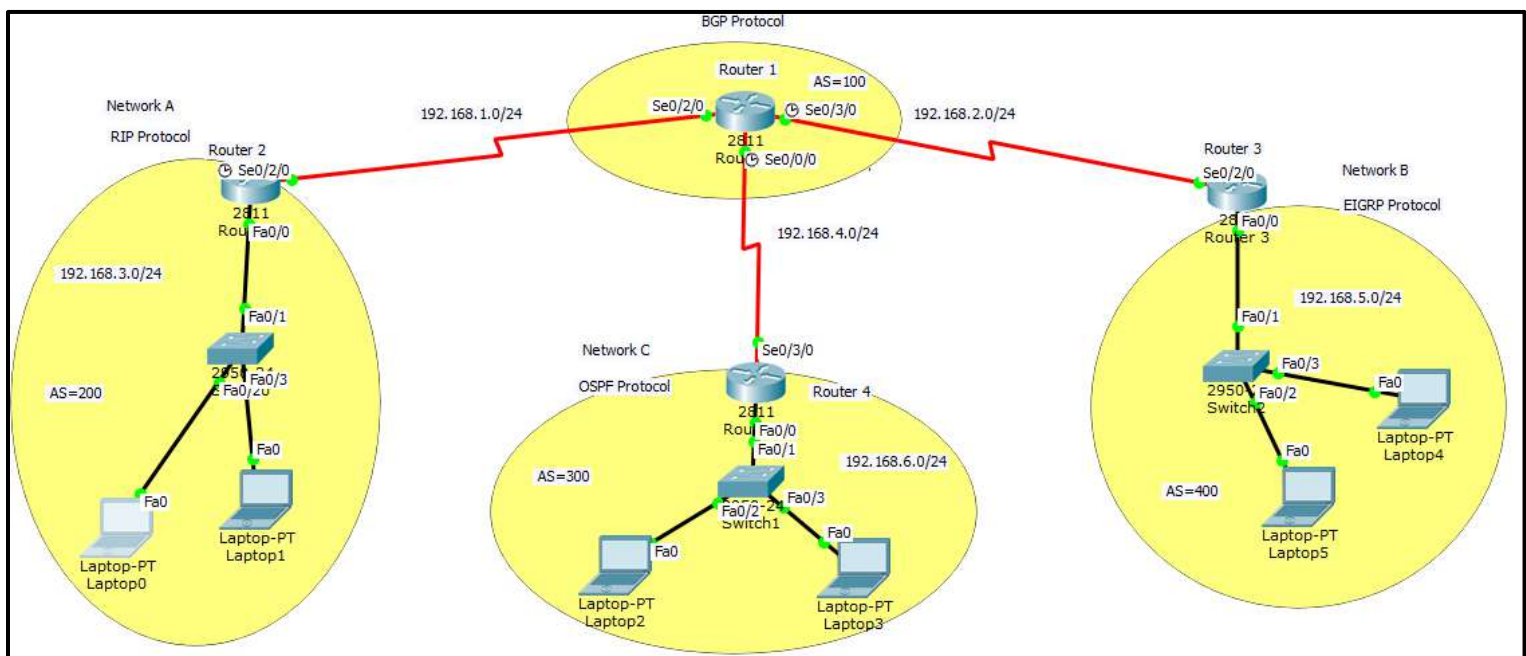 BGP Protocol
Router 1
AS=100
Se0/2/0
Se0/3/0
2811
Se0/0/0
192.168.1.0/24
192.168.2.0/24
192.168.4.0/24
Network A
RIP Protocol
Router 2
Se0/2/0
2811
Fa0/0
192.168.3.0/24
Fa0/1
Fa0/3
AS=200
Fa0
Fa0
Laptop-PT
Laptop1
Laptop-PT
Laptop0
Network C
Se0/3/0
OSPF Protocol
Router 4
2811
Fa0/0
Fa0/1
192.168.6.0/24
AS=300
Fa0/3
Fa0/2
Switch1
Fa0
Fa0
Laptop-PT
Laptop2
Laptop-PT
Laptop3
Router 3
Se0/2/0
Network B
EIGRP Protocol
Fa0/0
Router 3
192.168.5.0/24
Fa0/1
Fa0/3
Fa0/2
Switch2
Fa0
Fa0
Laptop-PT
Laptop4
AS=400
Laptop-PT
Laptop5